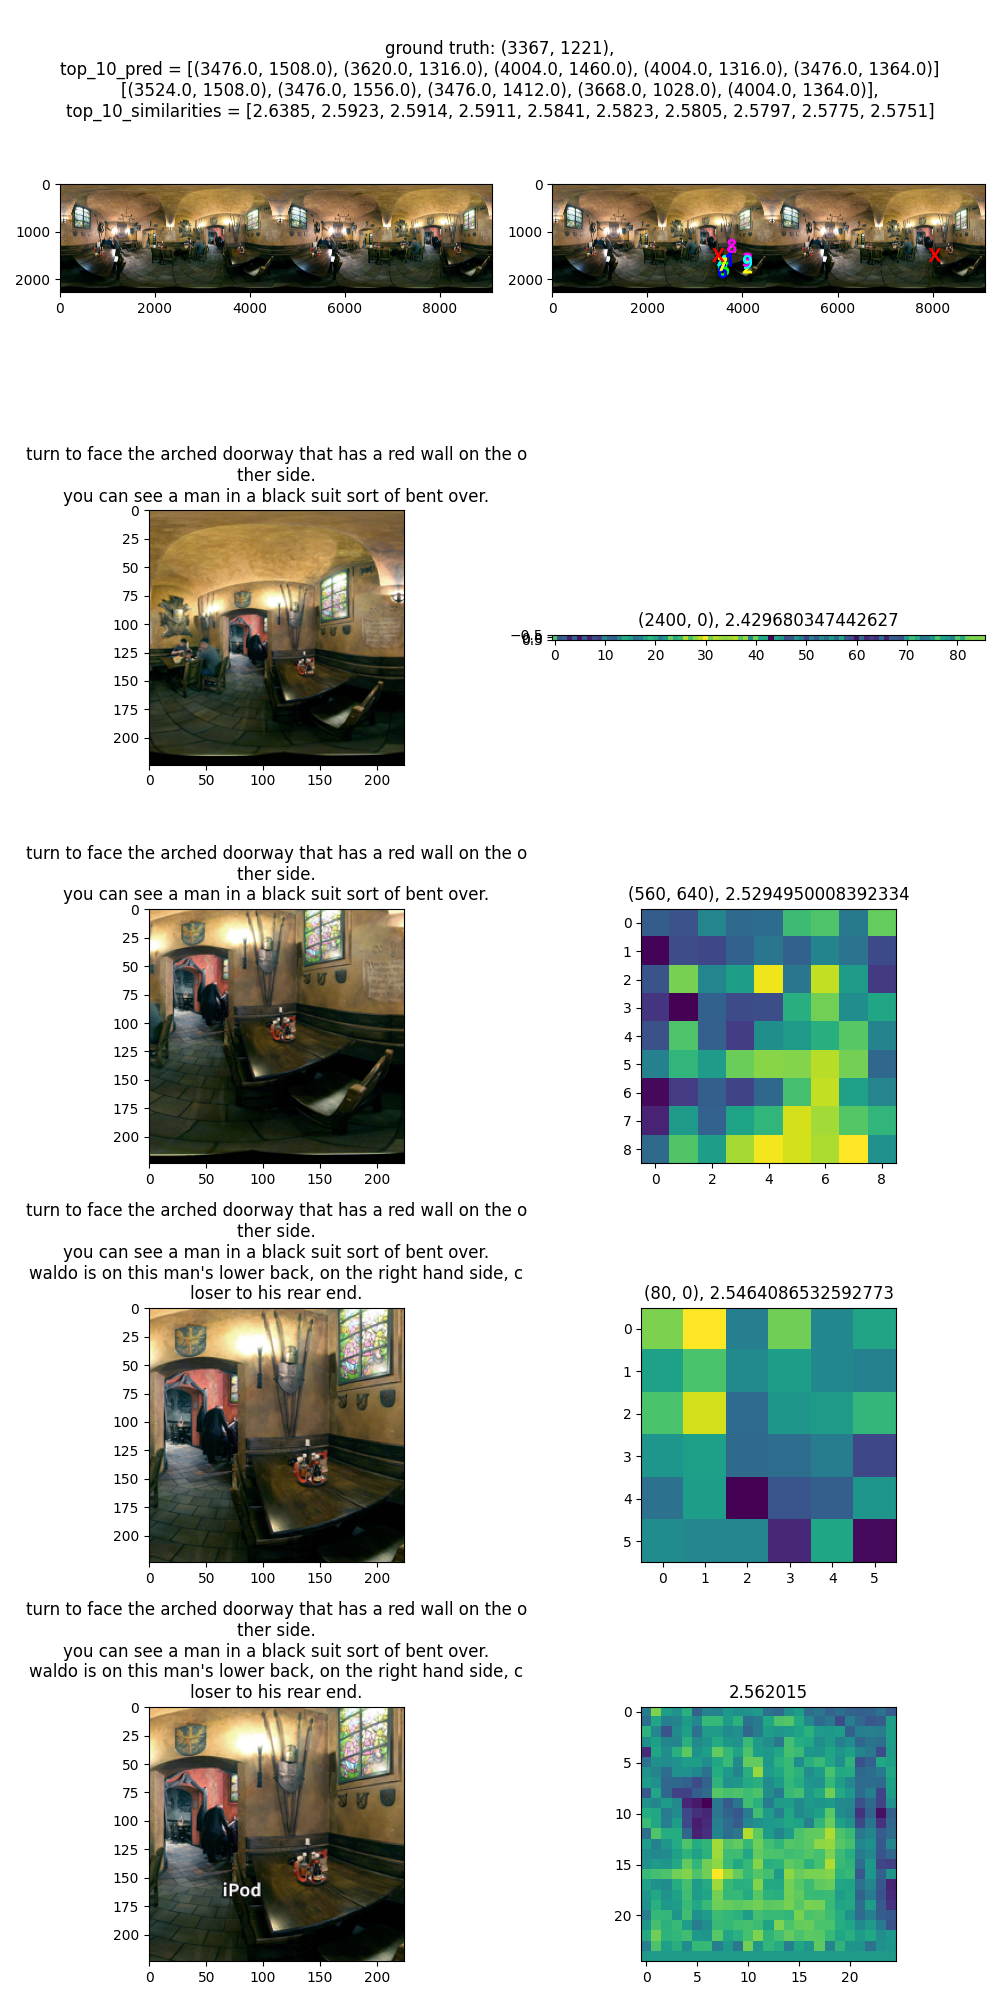 ground truth: (3367, 1221),
top_10_pred = [(3476.0, 1508.0), (3620.0, 1316.0), (4004.0, 1460.0), (4004.0, 1316.0), (3476.0, 1364.0)]
[(3524.0, 1508.0), (3476.0, 1556.0), (3476.0, 1412.0), (3668.0, 1028.0), (4004.0, 1364.0)],
top_10_similarities = [2.6385, 2.5923, 2.5914, 2.5911, 2.5841, 2.5823, 2.5805, 2.5797, 2.5775, 2.5751]
0
1000
2000
0 2000 4000 6000 8000
0
1000
2000
X 8 X
9
2
0 2000 4000 6000 8000
turn to face the arched doorway that has a red wall on the o
ther side.
you can see a man in a black suit sort of bent over.
0
25
50
75
100
125
150
175
200
0 50 100 150 200
(2400, 0), 2.429680347442627
0 10 20 30 40 50 60 70 80
turn to face the arched doorway that has a red wall on the o
ther side.
you can see a man in a black suit sort of bent over.
0
25
50
75
100
125
150
175
200
0 50 100 150 200
(560, 640), 2.5294950008392334
0
1
2
3
4
5
6
7
8
0 2 4 6 8
turn to face the arched doorway that has a red wall on the o
ther side.
you can see a man in a black suit sort of bent over.
waldo is on this man's lower back, on the right hand side, c
loser to his rear end.
0
25
50
75
100
125
150
175
200
0 50 100 150 200
(80, 0), 2.5464086532592773
0
1
2
3
4
5
0 1 2 3 4 5
turn to face the arched doorway that has a red wall on the o
ther side.
you can see a man in a black suit sort of bent over.
waldo is on this man's lower back, on the right hand side, c
loser to his rear end.
0
25
50
75
100
125
150
175
200
iPod
0 50 100 150 200
2.562015
0
5
10
15
20
0 5 10 15 20